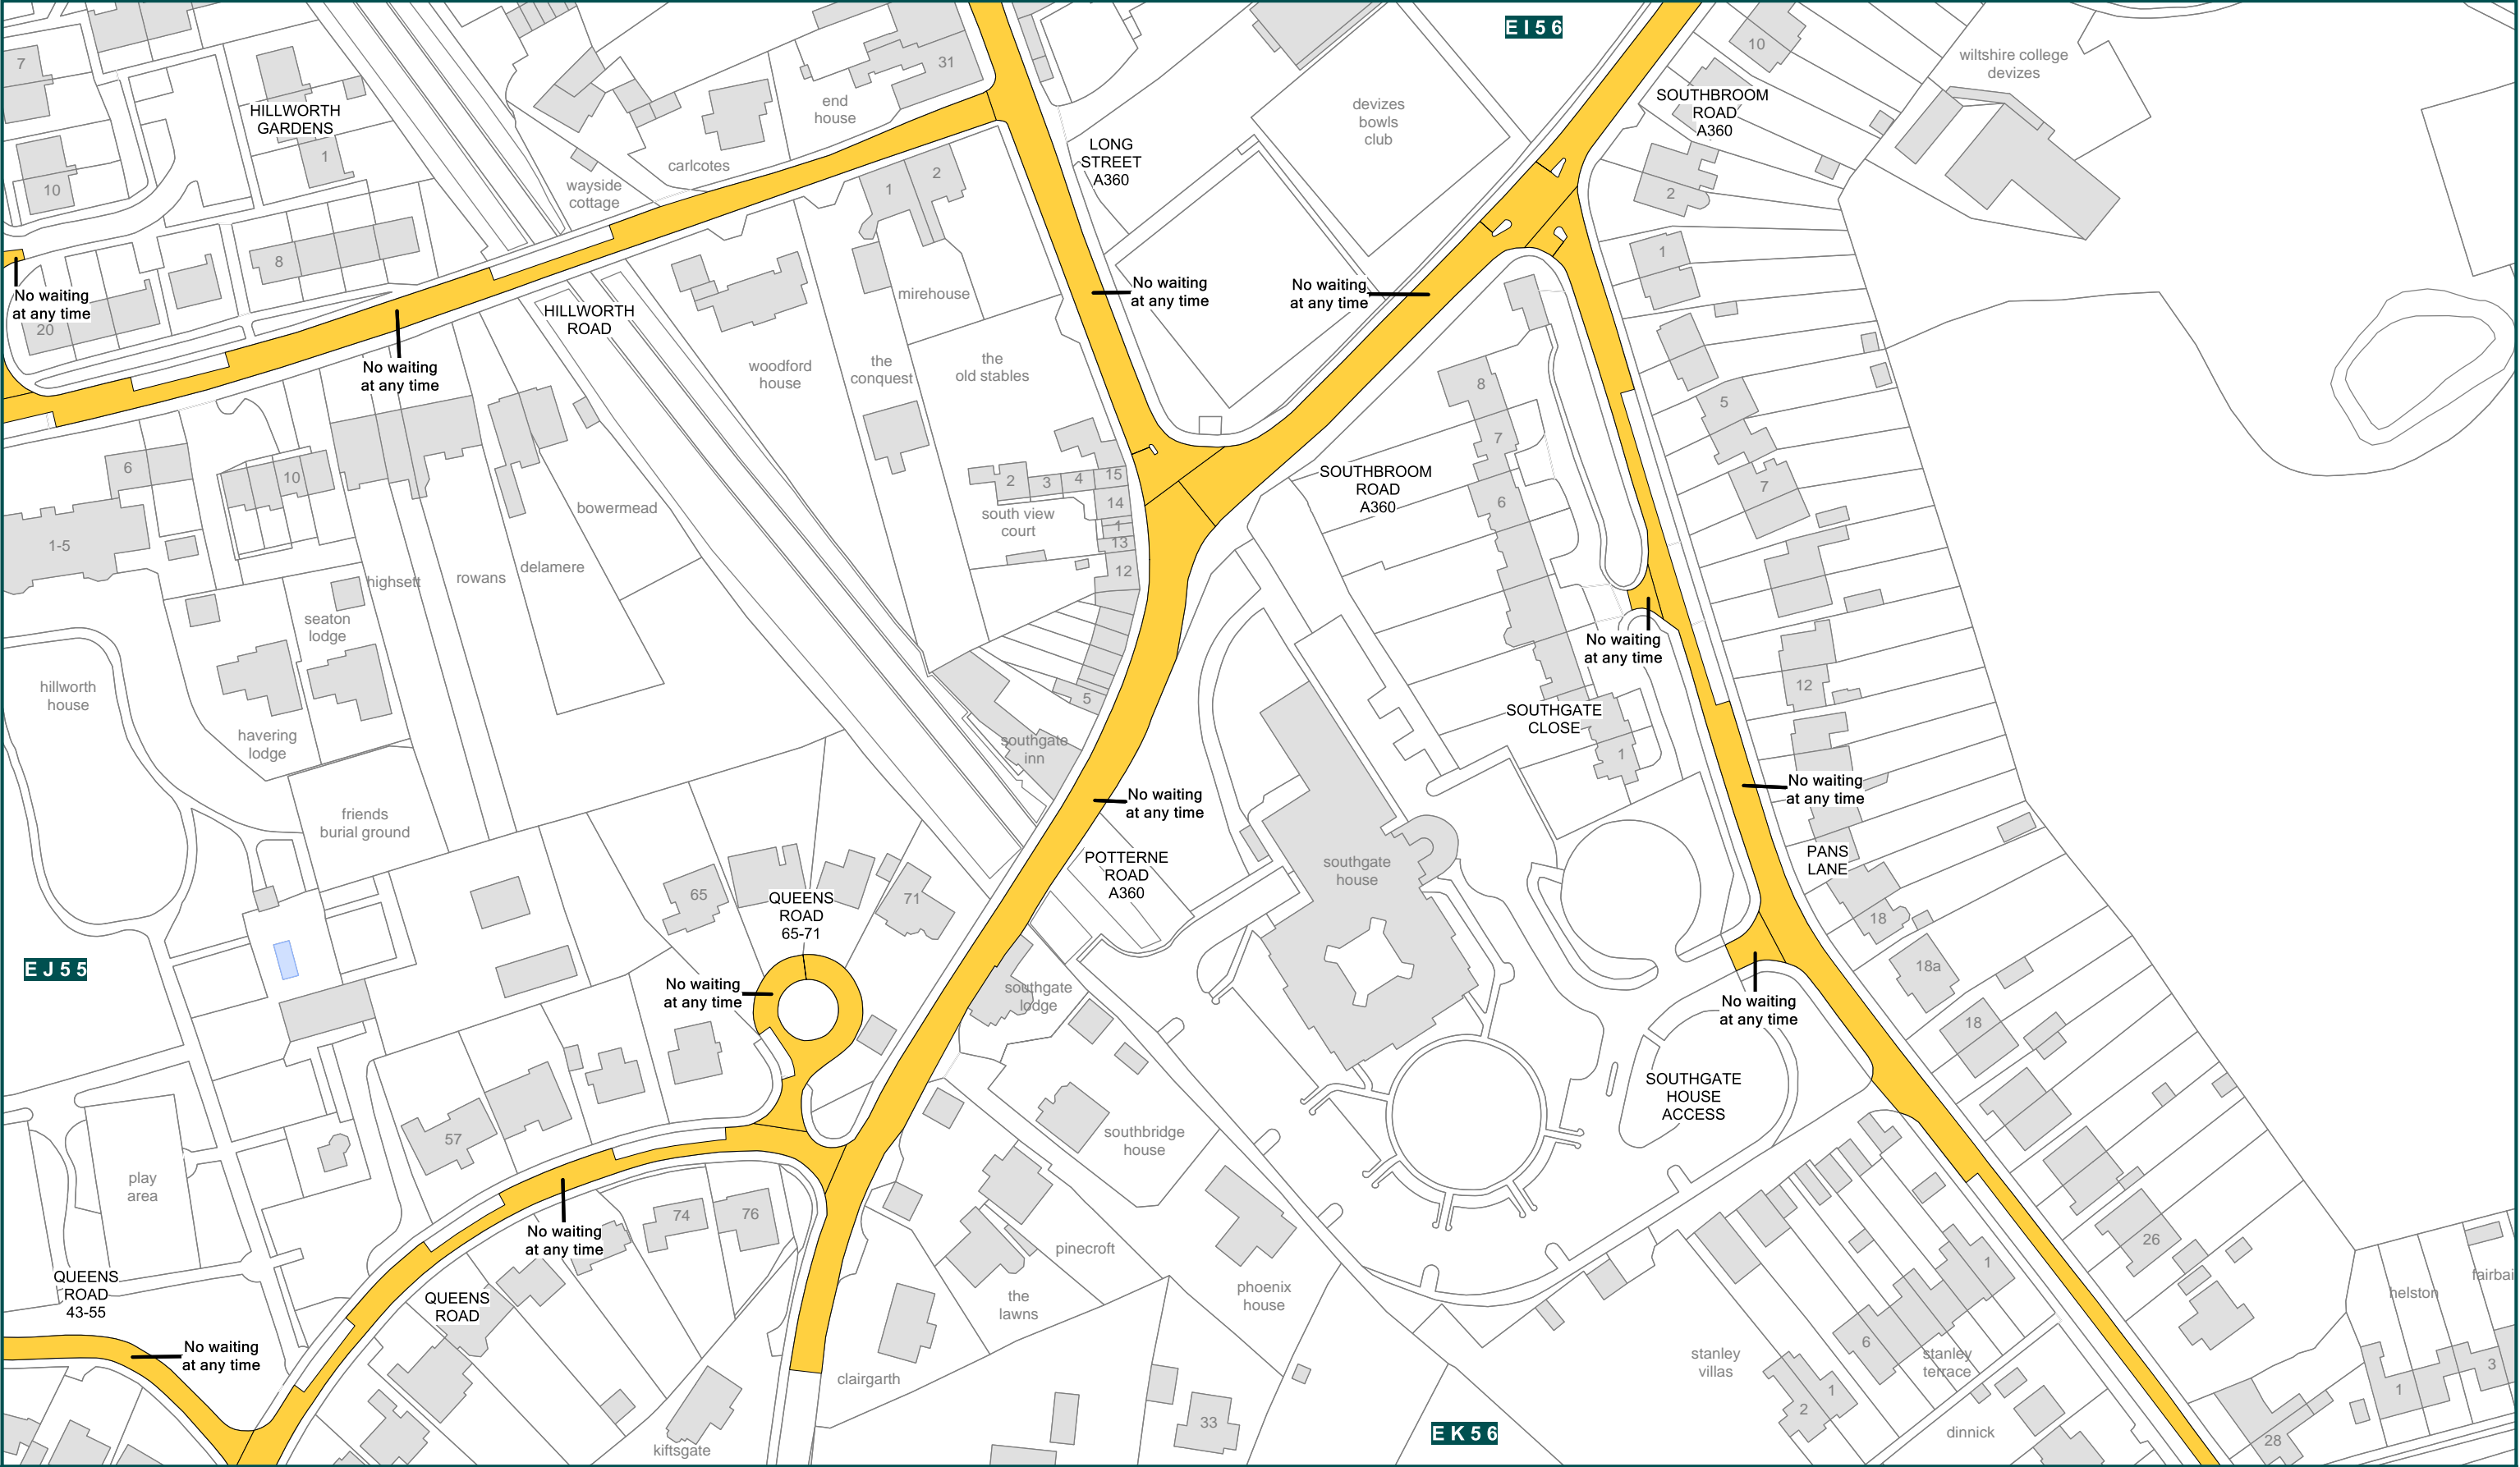 E I 5 6
wiltshire college
devizes
7
31
10
HILLWORTH
GARDENS
end
house
devizes
bowls
club
SOUTHBROOM
ROAD
A360
1
10
carlcotes
wayside
cottage
LONG
STREET
A360
1
2
2
8
1
No waiting
at any time
20
No waiting
at any time
No waiting
at any time
mirehouse
HILLWORTH
ROAD
No waiting
at any time
woodford
house
the
conquest
the
old stables
8
5
7
7
6
10
2
3
4
15
14
1
13
12
south view
court
SOUTHBROOM
ROAD
A360
6
bowermead
1-5
highsett
rowans
delamere
seaton
lodge
No waiting
at any time
12
hillworth
house
havering
lodge
5
southgate
inn
SOUTHGATE
CLOSE
1
No waiting
at any time
No waiting
at any time
friends
burial ground
POTTERNE
ROAD
A360
southgate
house
PANS
LANE
65
71
QUEENS
ROAD
65-71
18
E J 5 5
No waiting
at any time
southgate
lodge
18a
No waiting
at any time
18
57
southbridge
house
SOUTHGATE
HOUSE
ACCESS
play
area
74
76
No waiting
at any time
pinecroft
26
1
QUEENS
ROAD
43-55
QUEENS
ROAD
the
lawns
phoenix
house
helston
fairbai
No waiting
at any time
6
stanley
villas
stanley
terrace
clairgarth
1
2
1
3
33
E K 5 6
dinnick
28
kiftsgate